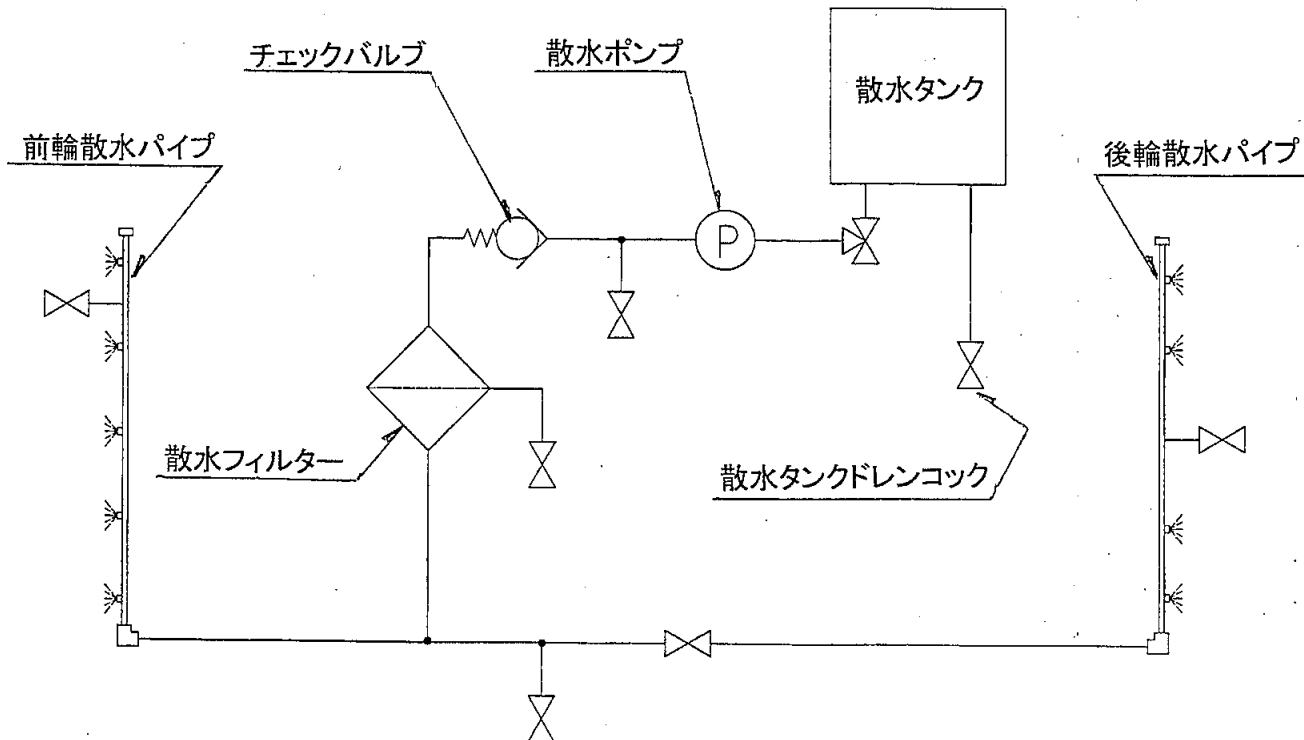 チェックバルブ
散水ポンプ
散水タンク
前輪散水パイプ
後輪散水パイプ
P
散水フィルター
散水タンクドレンコック